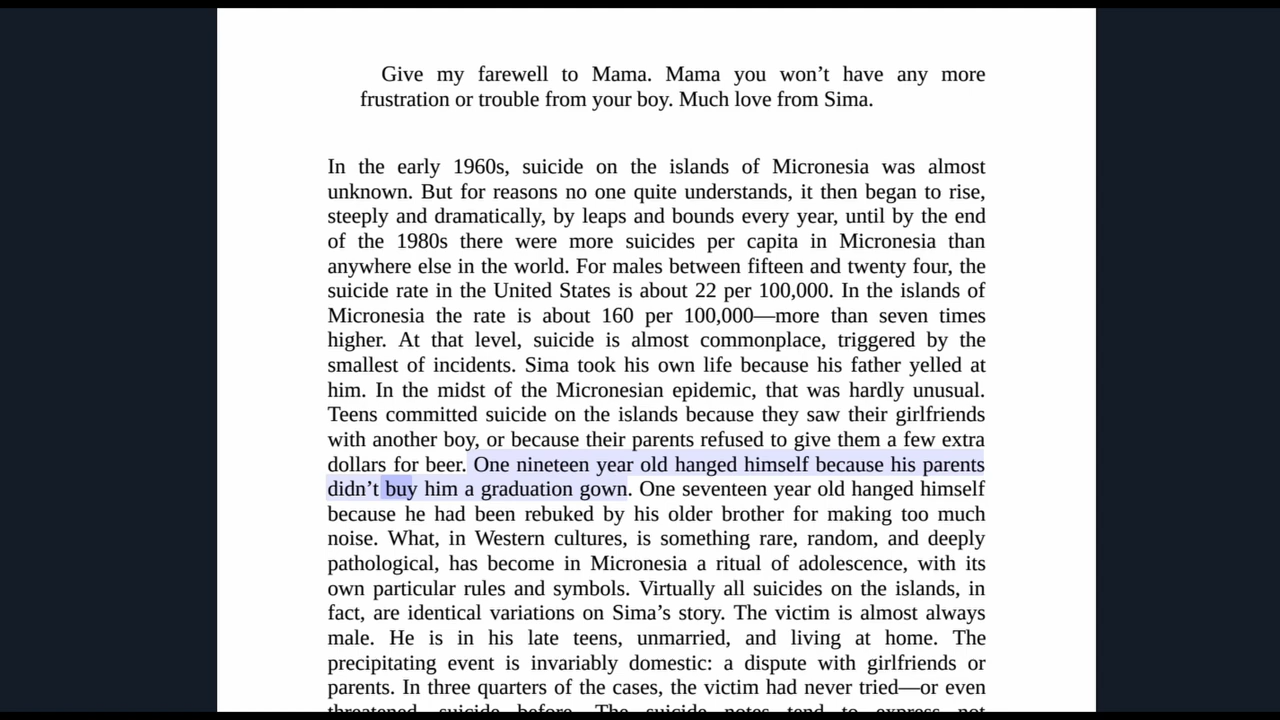 Give my farewell to Mama. Mama you won’t have any more
frustration or trouble from your boy. Much love from Sima.
In the early 1960s, suicide on the islands of Micronesia was almost
unknown. But for reasons no one quite understands, it then began to rise,
steeply and dramatically, by leaps and bounds every year, until by the end
of the 1980s there were more suicides per capita in Micronesia than
anywhere else in the world. For males between fifteen and twenty four, the
suicide rate in the United States is about 22 per 100,000. In the islands of
Micronesia the rate is about 160 per 100,000—more than seven times
higher. At that level, suicide is almost commonplace, triggered by the
smallest of incidents. Sima took his own life because his father yelled at
him. In the midst of the Micronesian epidemic, that was hardly unusual.
Teens committed suicide on the islands because they saw their girlfriends
with another boy, or because their parents refused to give them a few extra
dollars for beer. One nineteen year old hanged himself because his parents
didn’t buy him a graduation gown. One seventeen year old hanged himself
because he had been rebuked by his older brother for making too much
noise. What, in Western cultures, is something rare, random, and deeply
pathological, has become in Micronesia a ritual of adolescence, with its
own particular rules and symbols. Virtually all suicides on the islands, in
fact, are identical variations on Sima’s story. The victim is almost always
male. He is in his late teens, unmarried, and living at home. The
precipitating event is invariably domestic: a dispute with girlfriends or
parents. In three quarters of the cases, the victim had never tried—or even
threatened suicide before. The suicide notes tend to express not